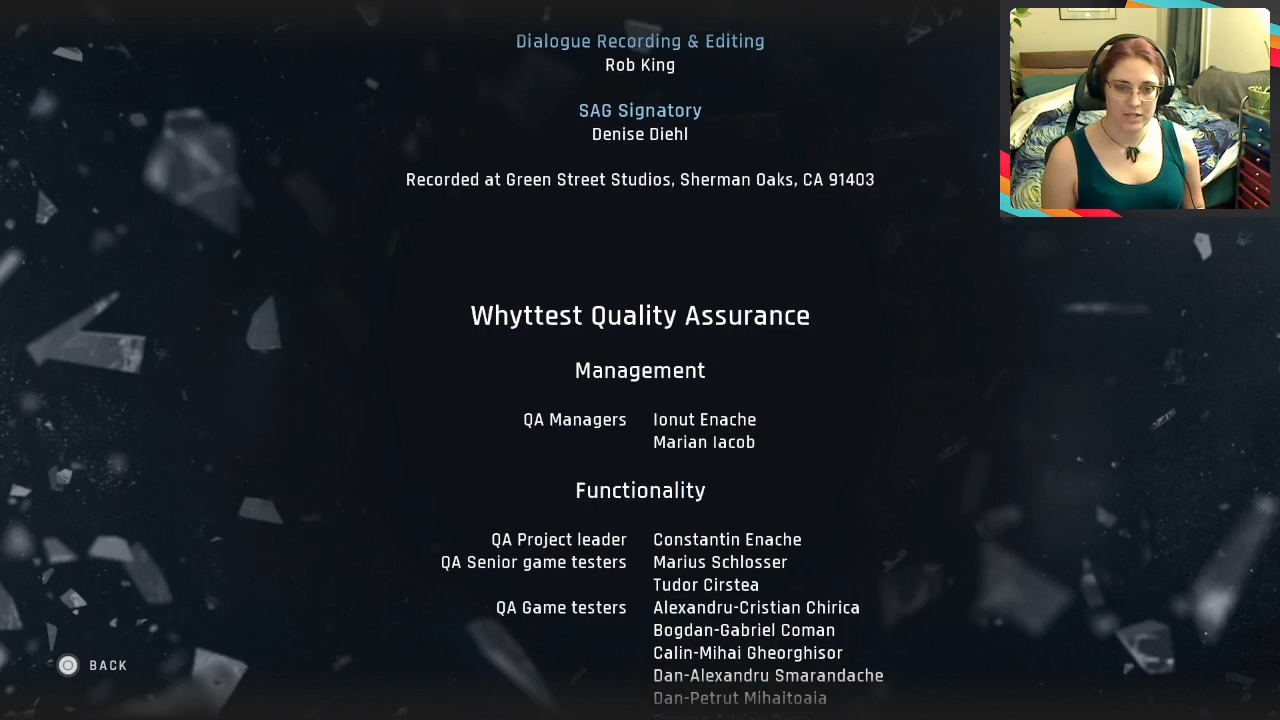 Dialogue Recording & Editing
Rob King
SAG Signatory
Denise Diehl
Recorded at Green Street Studios, Sherman Oaks, CA 91403
Whyttest Quality Assurance
Management
QA Managers Ionut Enache
Marian Iacob
Functionality
QA Project leader Constantin Enache
QA Senior game testers Marius Schlosser
Tudor Cirstea
QA Game testers Alexandru-Cristian Chirica
Bogdan-Gabriel Coman
Calin-Mihai Gheorghisor
Dan-Alexandru Smarandache
Dan-Petrut Mihaitoaia
BACK